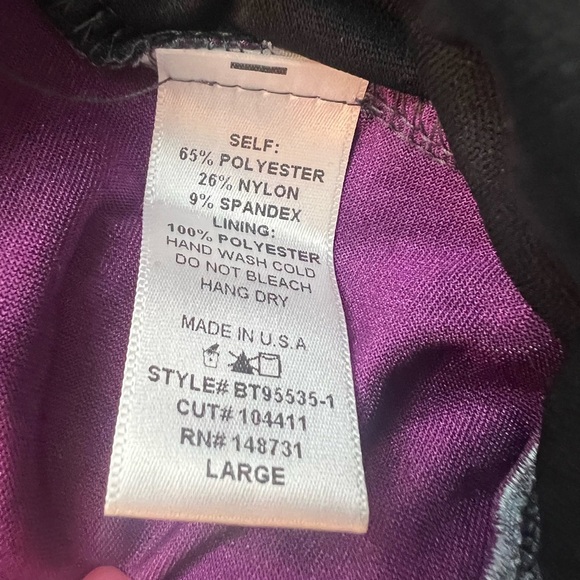 SELF:
65% POLYESTER
26% NYLON
9% SPANDEX
LINING:
100% POLYESTER
HAND WASH COLD
DO NOT BLEACH
HANG DRY
MADE IN U.S.A
STYLE# BT95535-1
CUT# 104411
RN# 148731
LARGE